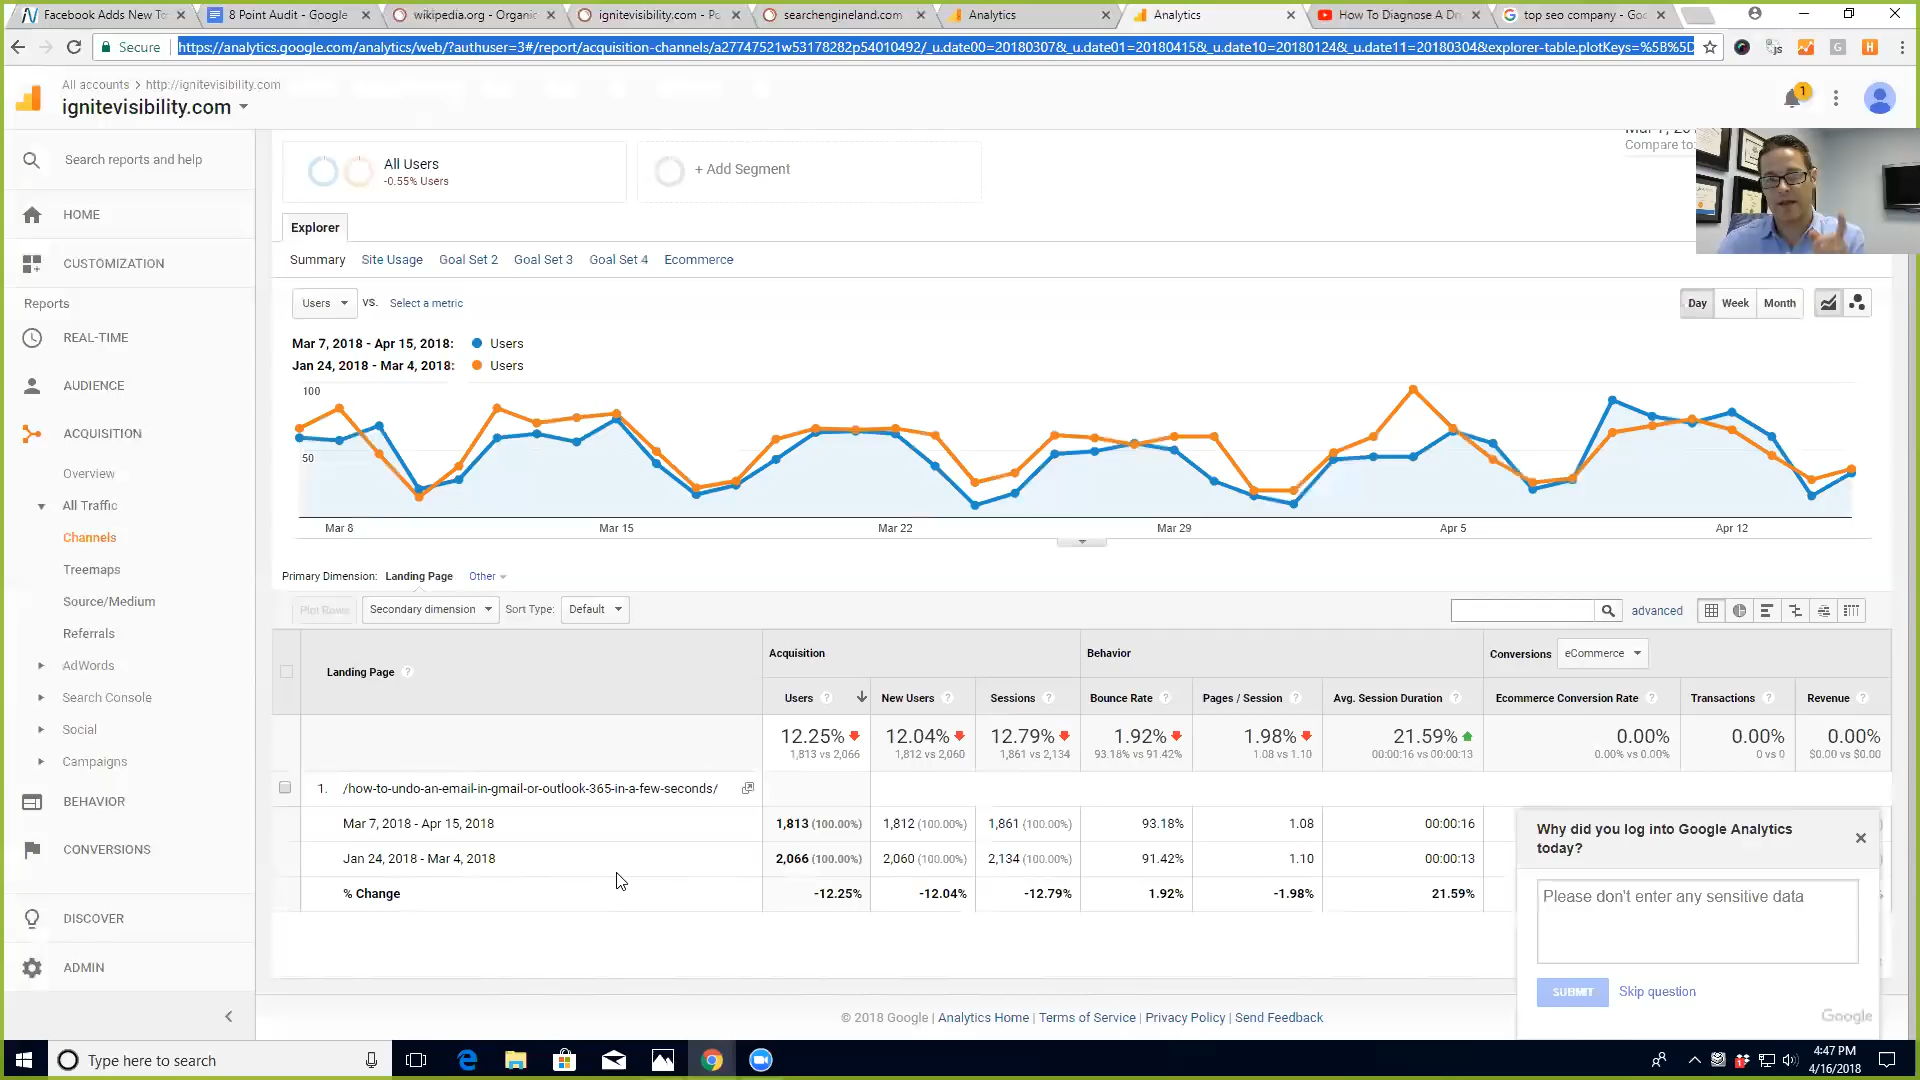 Facebook Adds New To
8 Point Audit - Google
wikipedia.org - Organic
ignitevisibility.com - Po
searchengineland.com
Analytics
Analytics
How To Diagnose A Dr
top seo company - Goo
Secure
https://analytics.google.com/analytics/web/?authuser=3#/report/acquisition-channels/a27747521w53178282p54010492/_u.date00=20180307&_u.date01=20180415&_u.date10=20180124&_u.date11=20180304&explorer-table.plotKeys=%5B%5D
All accounts > http://ignitevisibility.com
ignitevisibility.com
1
Search reports and help
HOME
CUSTOMIZATION
Reports
REAL-TIME
AUDIENCE
ACQUISITION
Overview
All Traffic
Channels
Treemaps
Source/Medium
Referrals
AdWords
Search Console
Social
Campaigns
BEHAVIOR
CONVERSIONS
DISCOVER
ADMIN
Compare to:
All Users
-0.55% Users
+ Add Segment
Explorer
Summary Site Usage Goal Set 2 Goal Set 3 Goal Set 4 Ecommerce
Users VS. Select a metric
Day Week Month
Mar 7, 2018 - Apr 15, 2018: Users
Jan 24, 2018 - Mar 4, 2018: Users
100
50
Mar 8 Mar 15 Mar 22 Mar 29 Apr 5 Apr 12
Primary Dimension: Landing Page Other
Plot Rows Secondary dimension Sort Type: Default advanced
Landing Page ?
Acquisition Behavior Conversions eCommerce
Users ? New Users ? Sessions ? Bounce Rate ? Pages / Session ? Avg. Session Duration ? Ecommerce Conversion Rate ? Transactions ? Revenue ?
12.25% 12.04% 12.79% 1.92% 1.98% 21.59% 0.00% 0.00% 0.00%
1,813 vs 2,066 1,812 vs 2,060 1,861 vs 2,134 93.18% vs 91.42% 1.08 vs 1.10 00:00:16 vs 00:00:13 0.00% vs 0.00% 0 vs 0 $0.00 vs $0.00
1. /how-to-undo-an-email-in-gmail-or-outlook-365-in-a-few-seconds/
Mar 7, 2018 - Apr 15, 2018 1,813 (100.00%) 1,812 (100.00%) 1,861 (100.00%) 93.18% 1.08 00:00:16
Jan 24, 2018 - Mar 4, 2018 2,066 (100.00%) 2,060 (100.00%) 2,134 (100.00%) 91.42% 1.10 00:00:13
% Change -12.25% -12.04% -12.79% 1.92% -1.98% 21.59%
Why did you log into Google Analytics
today?
Please don't enter any sensitive data
SUBMIT Skip question
Google
© 2018 Google | Analytics Home | Terms of Service | Privacy Policy | Send Feedback
Type here to search
4:47 PM
4/16/2018